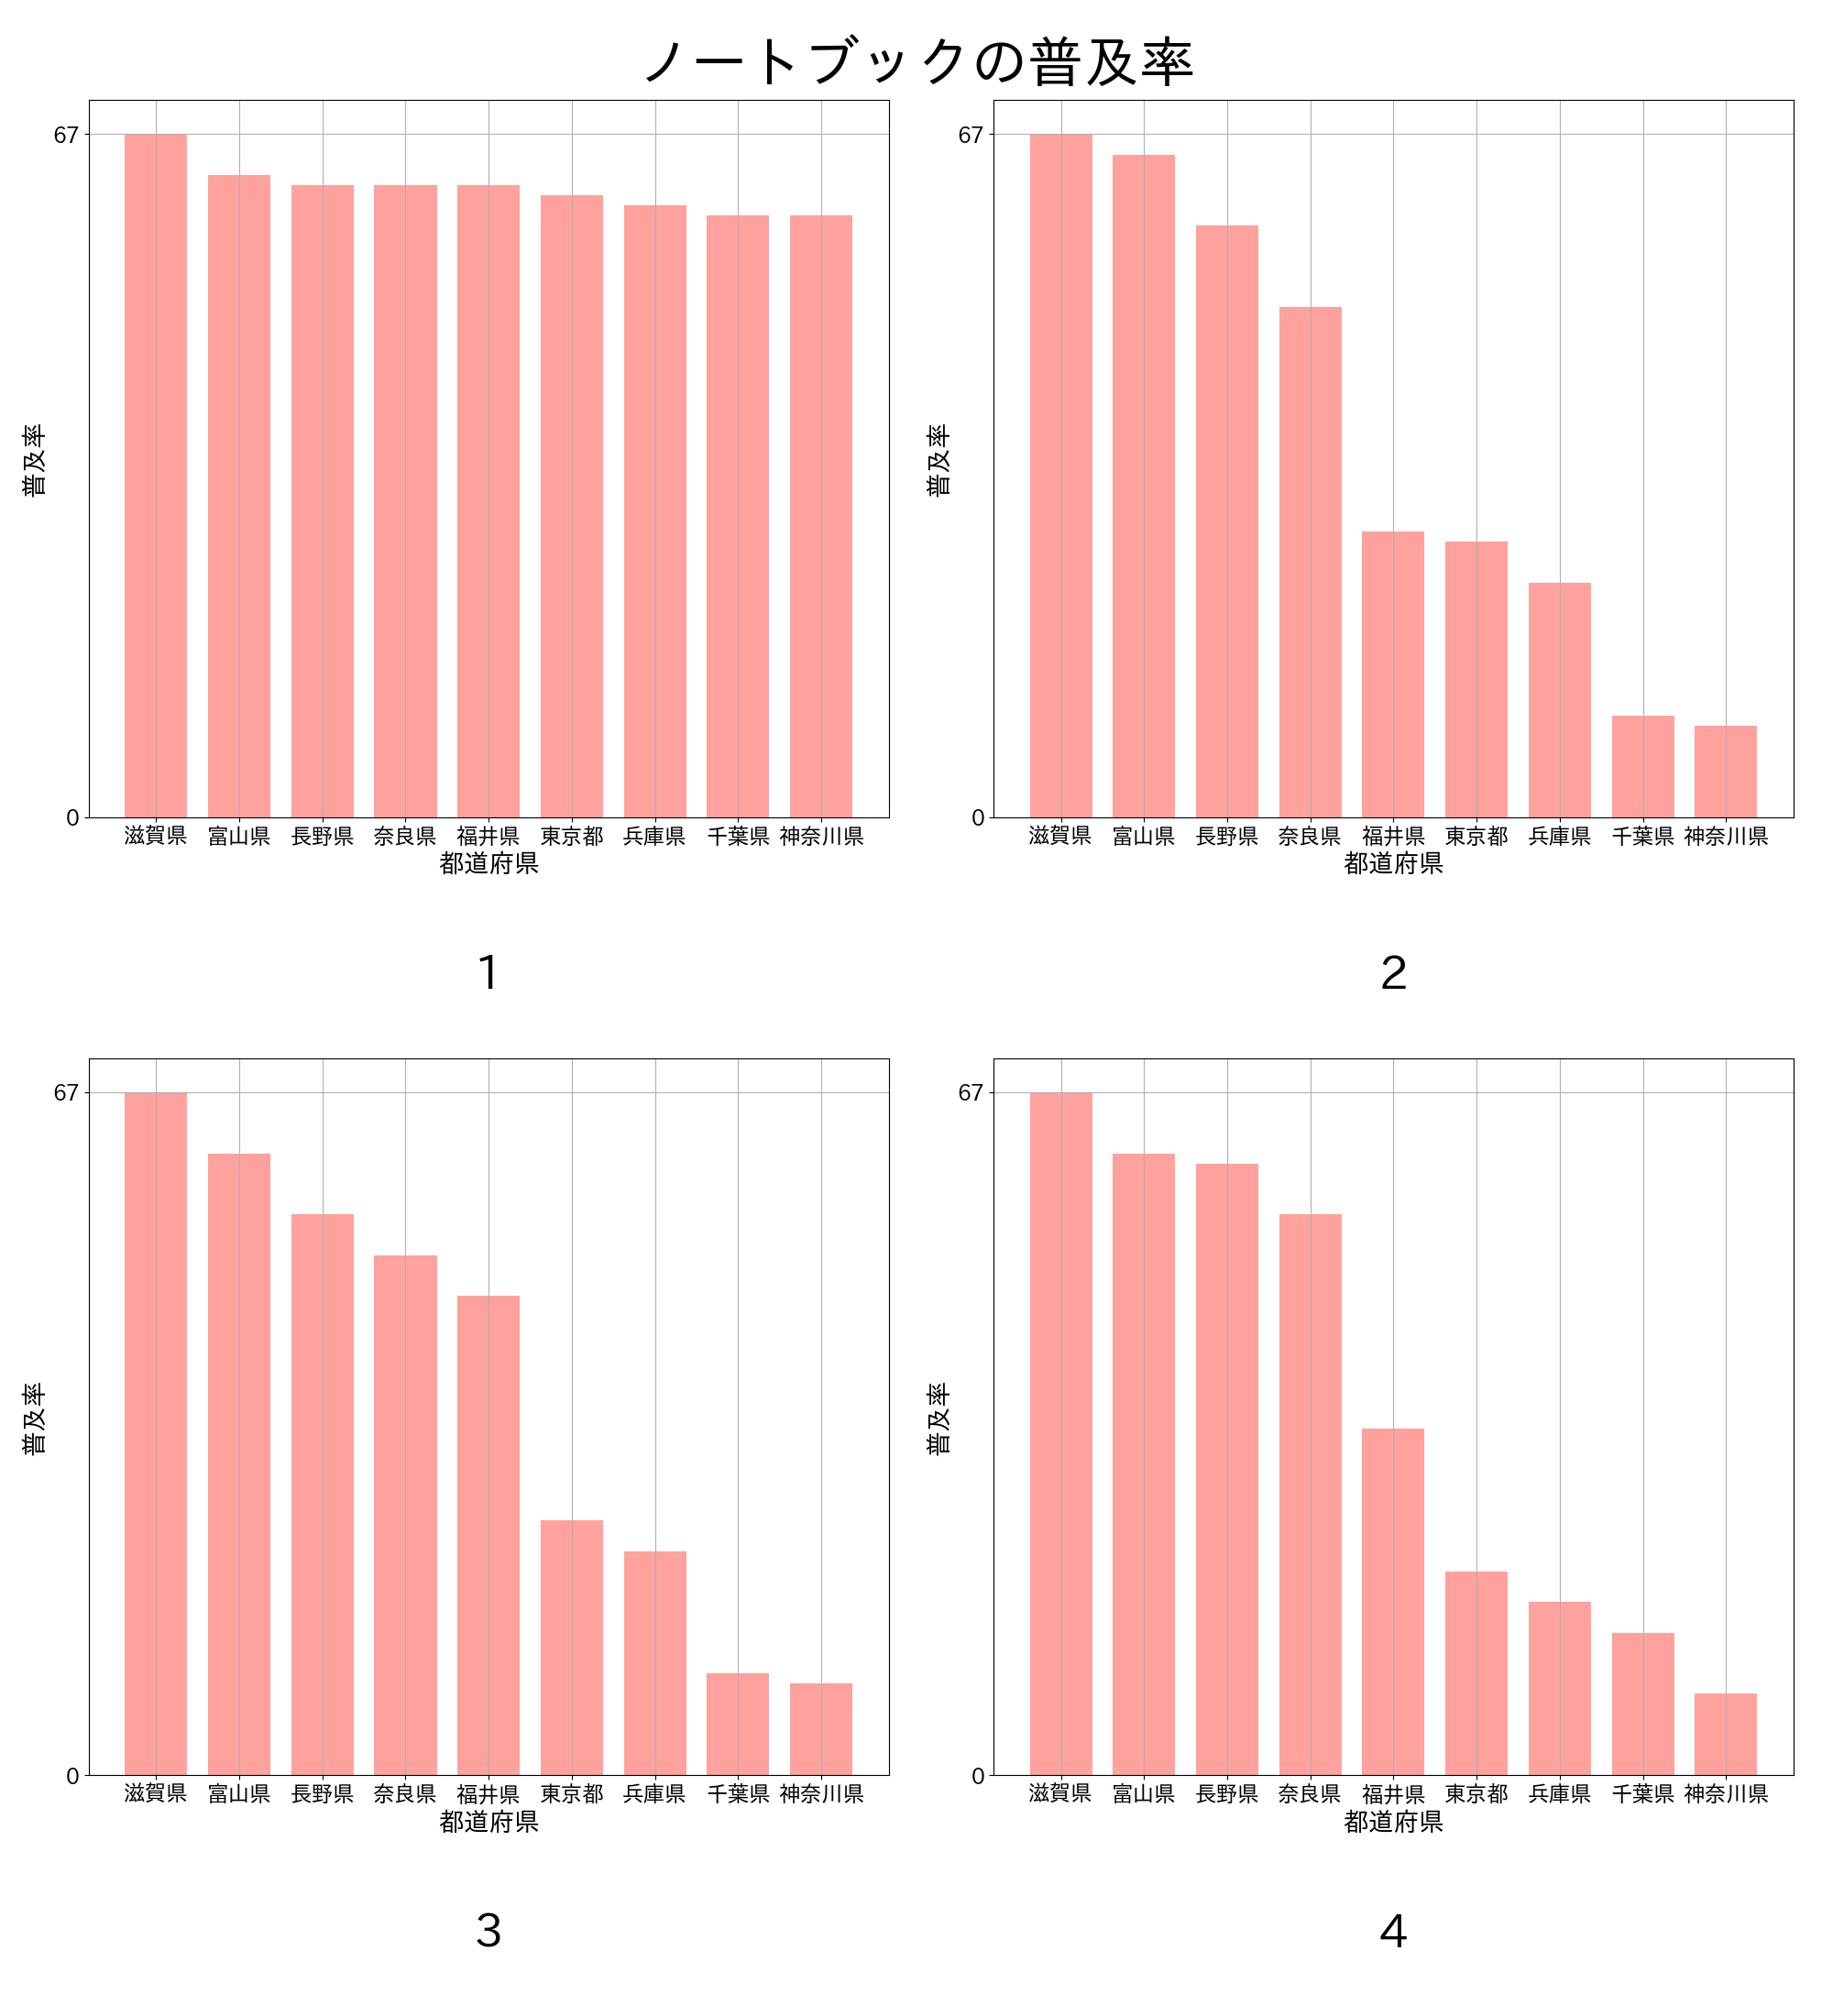 ノートブックの普及率
67
0
普及率
滋賀県 富山県 長野県 奈良県 福井県 東京都 兵庫県 千葉県 神奈川県
都道府県
1
67
0
普及率
滋賀県 富山県 長野県 奈良県 福井県 東京都 兵庫県 千葉県 神奈川県
都道府県
2
67
0
普及率
滋賀県 富山県 長野県 奈良県 福井県 東京都 兵庫県 千葉県 神奈川県
都道府県
3
67
0
普及率
滋賀県 富山県 長野県 奈良県 福井県 東京都 兵庫県 千葉県 神奈川県
都道府県
4